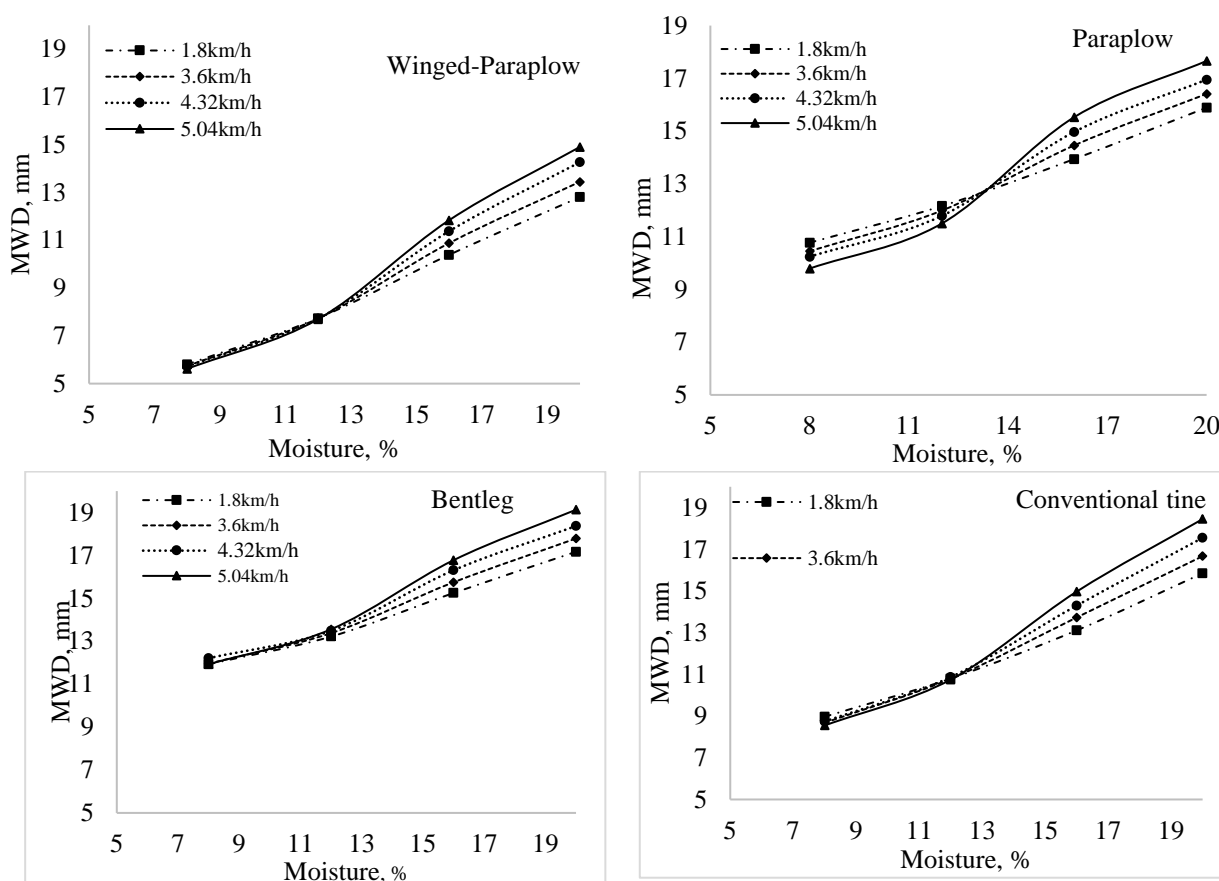 Winged-Paraplow
1.8km/h
3.6km/h
4.32km/h
5.04km/h
MWD, mm
19
17
15
13
11
9
7
5
5 7 9 11 13 15 17 19
Moisture, %
Paraplow
1.8km/h
3.6km/h
4.32km/h
5.04km/h
MWD, mm
19
17
15
13
11
9
7
5
5 8 11 14 17 20
Moisture, %
Bentleg
1.8km/h
3.6km/h
4.32km/h
5.04km/h
MWD, mm
19
17
15
13
11
9
7
5
5 7 9 11 13 15 17 19
Moisture, %
Conventional tine
1.8km/h
3.6km/h
MWD, mm
19
17
15
13
11
9
7
5
5 7 9 11 13 15 17 19
Moisture, %